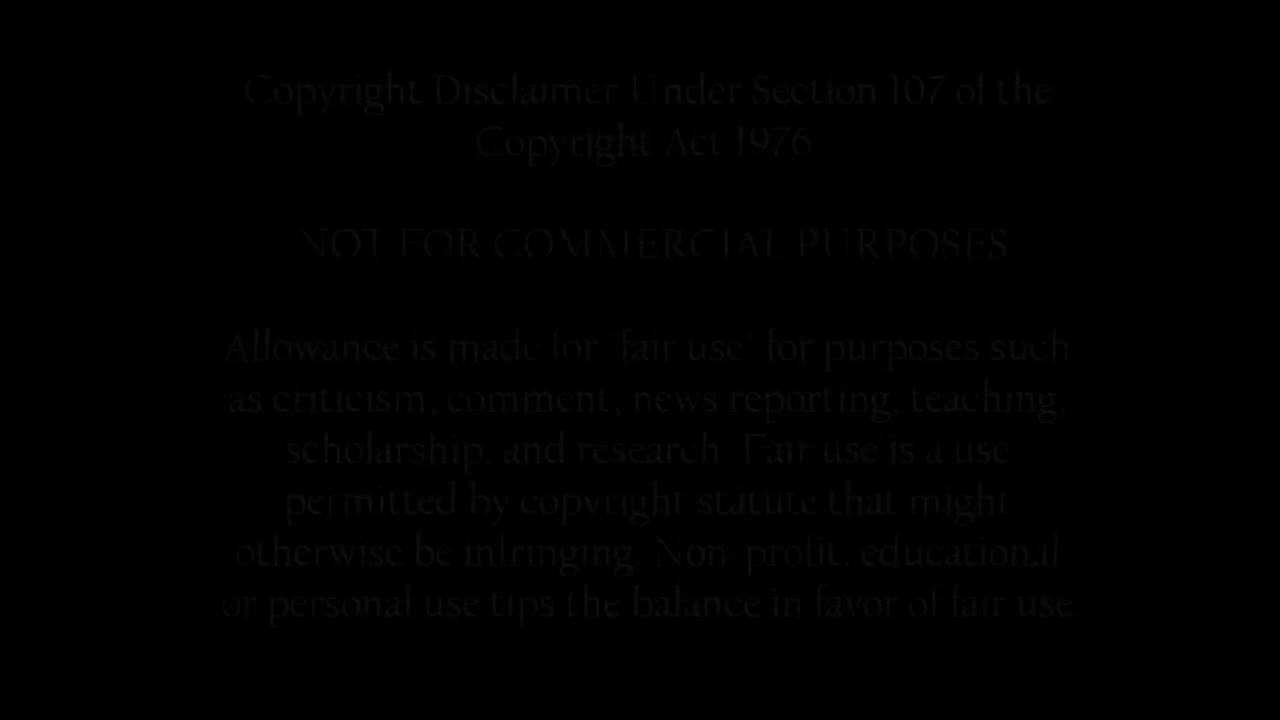 Copyright Disclaimer Under Section 107 of the
Copyright Act 1976
NOT FOR COMMERCIAL PURPOSES
Allowance is made for 'fair use' for purposes such
as criticism, comment, news reporting, teaching,
scholarship, and research. Fair use is a use
permitted by copyright statute that might
otherwise be infringing. Non-profit, educational
or personal use tips the balance in favor of fair use.